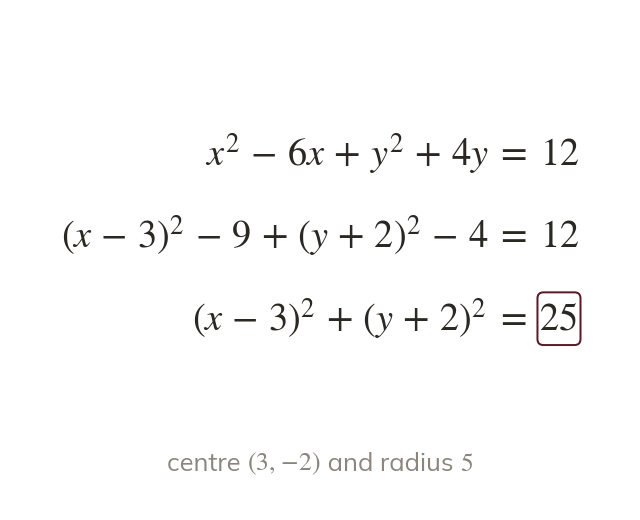 x² − 6x + y² + 4y = 12
(x − 3)² − 9 + (y + 2)² − 4 = 12
(x − 3)² + (y + 2)² = 25
centre (3, −2) and radius 5